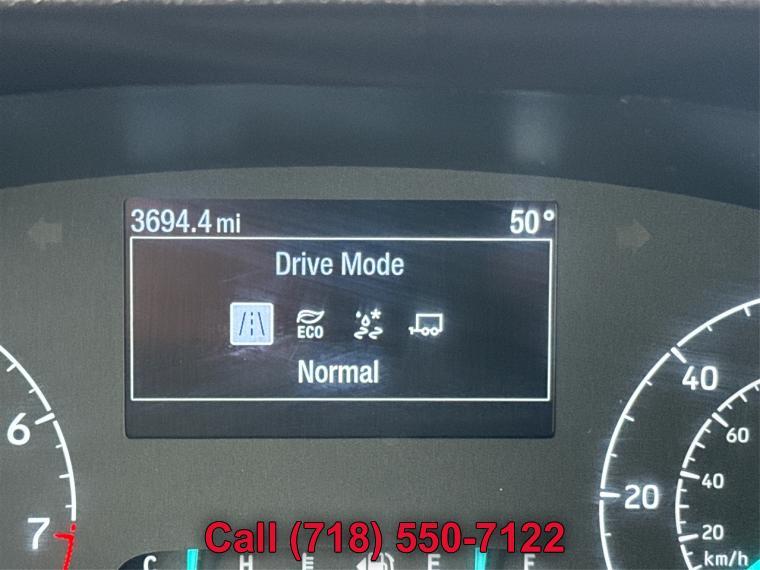 3694.4 mi 50°
Drive Mode
ECO
Normal
6
7
40
20
60
40
20
km/h
Call (718) 550-7122
C H E F